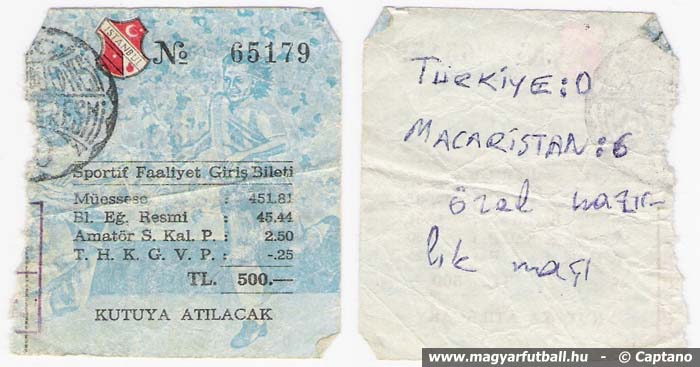 İSTANBUL
№ 65179
Sportif Faaliyet Giriş Bileti
Müessese : 451.81
Bl. Eğ. Resmi : 45.44
Amatör S. Kal. P. : 2.50
T. H. K. G. V. P. : -.25
TL. 500.—
KUTUYA ATILACAK
TÜRKİYE:0
MACARİSTAN:6
özel hazır-
lık maçı
www.magyarfutball.hu - © Captano